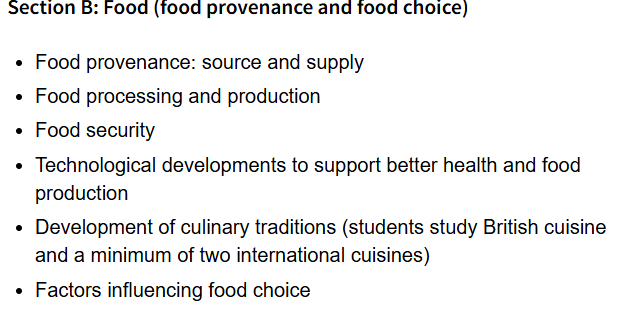 Section B: Food (food provenance and food choice)
• Food provenance: source and supply
• Food processing and production
• Food security
• Technological developments to support better health and food
production
• Development of culinary traditions (students study British cuisine
and a minimum of two international cuisines)
• Factors influencing food choice